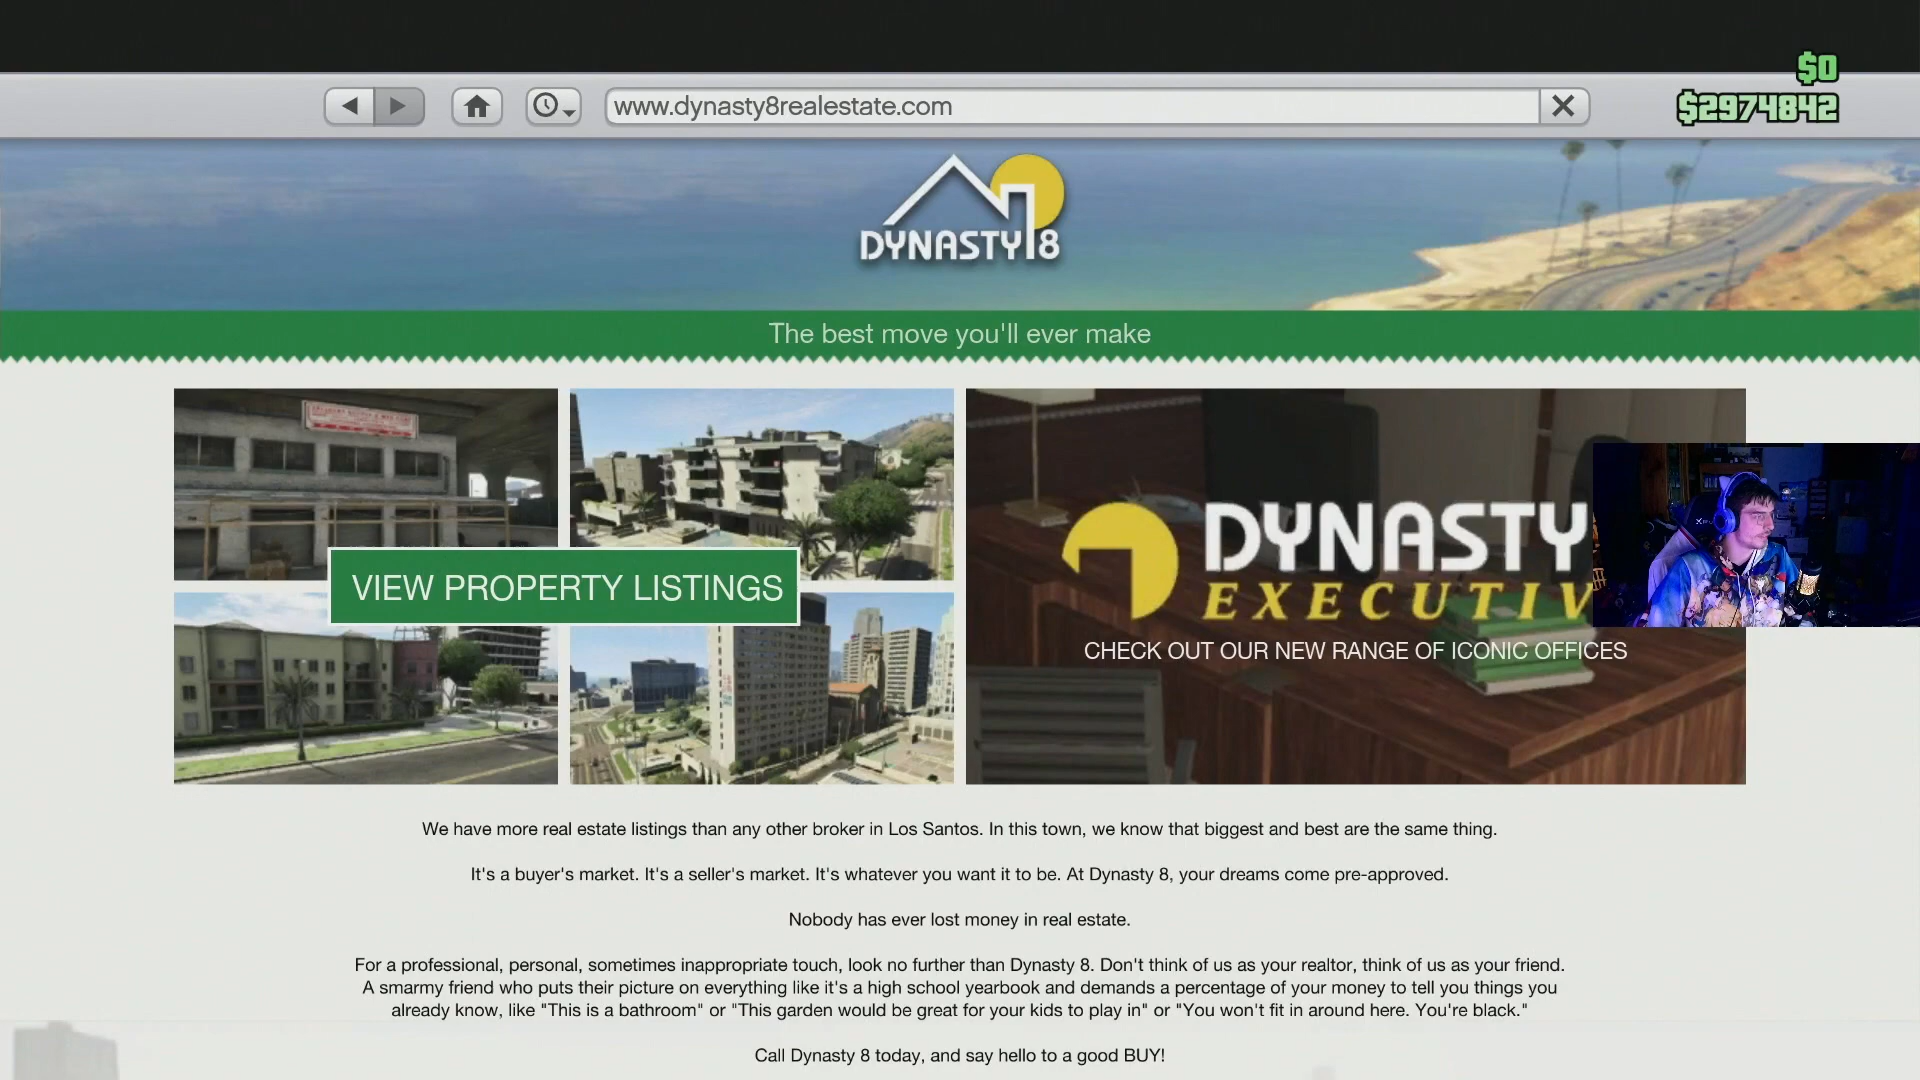 $0
www.dynasty8realestate.com
$2974842
DYNASTY 8
The best move you'll ever make
VIEW PROPERTY LISTINGS
DYNASTY
EXECUTIV
CHECK OUT OUR NEW RANGE OF ICONIC OFFICES
We have more real estate listings than any other broker in Los Santos. In this town, we know that biggest and best are the same thing.
It's a buyer's market. It's a seller's market. It's whatever you want it to be. At Dynasty 8, your dreams come pre-approved.
Nobody has ever lost money in real estate.
For a professional, personal, sometimes inappropriate touch, look no further than Dynasty 8. Don't think of us as your realtor, think of us as your friend.
A smarmy friend who puts their picture on everything like it's a high school yearbook and demands a percentage of your money to tell you things you
already know, like "This is a bathroom" or "This garden would be great for your kids to play in" or "You won't fit in around here. You're black."
Call Dynasty 8 today, and say hello to a good BUY!